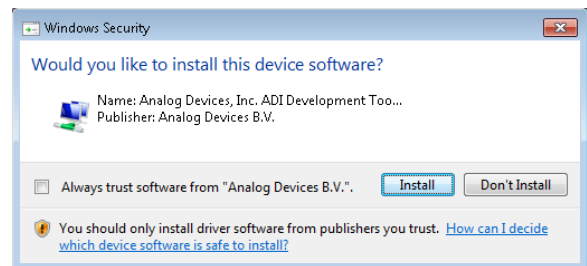 Windows Security
Would you like to install this device software?
Name: Analog Devices, Inc. ADI Development Too...
Publisher: Analog Devices B.V.
Always trust software from "Analog Devices B.V.". Install Don't Install
You should only install driver software from publishers you trust. How can I decide
which device software is safe to install?